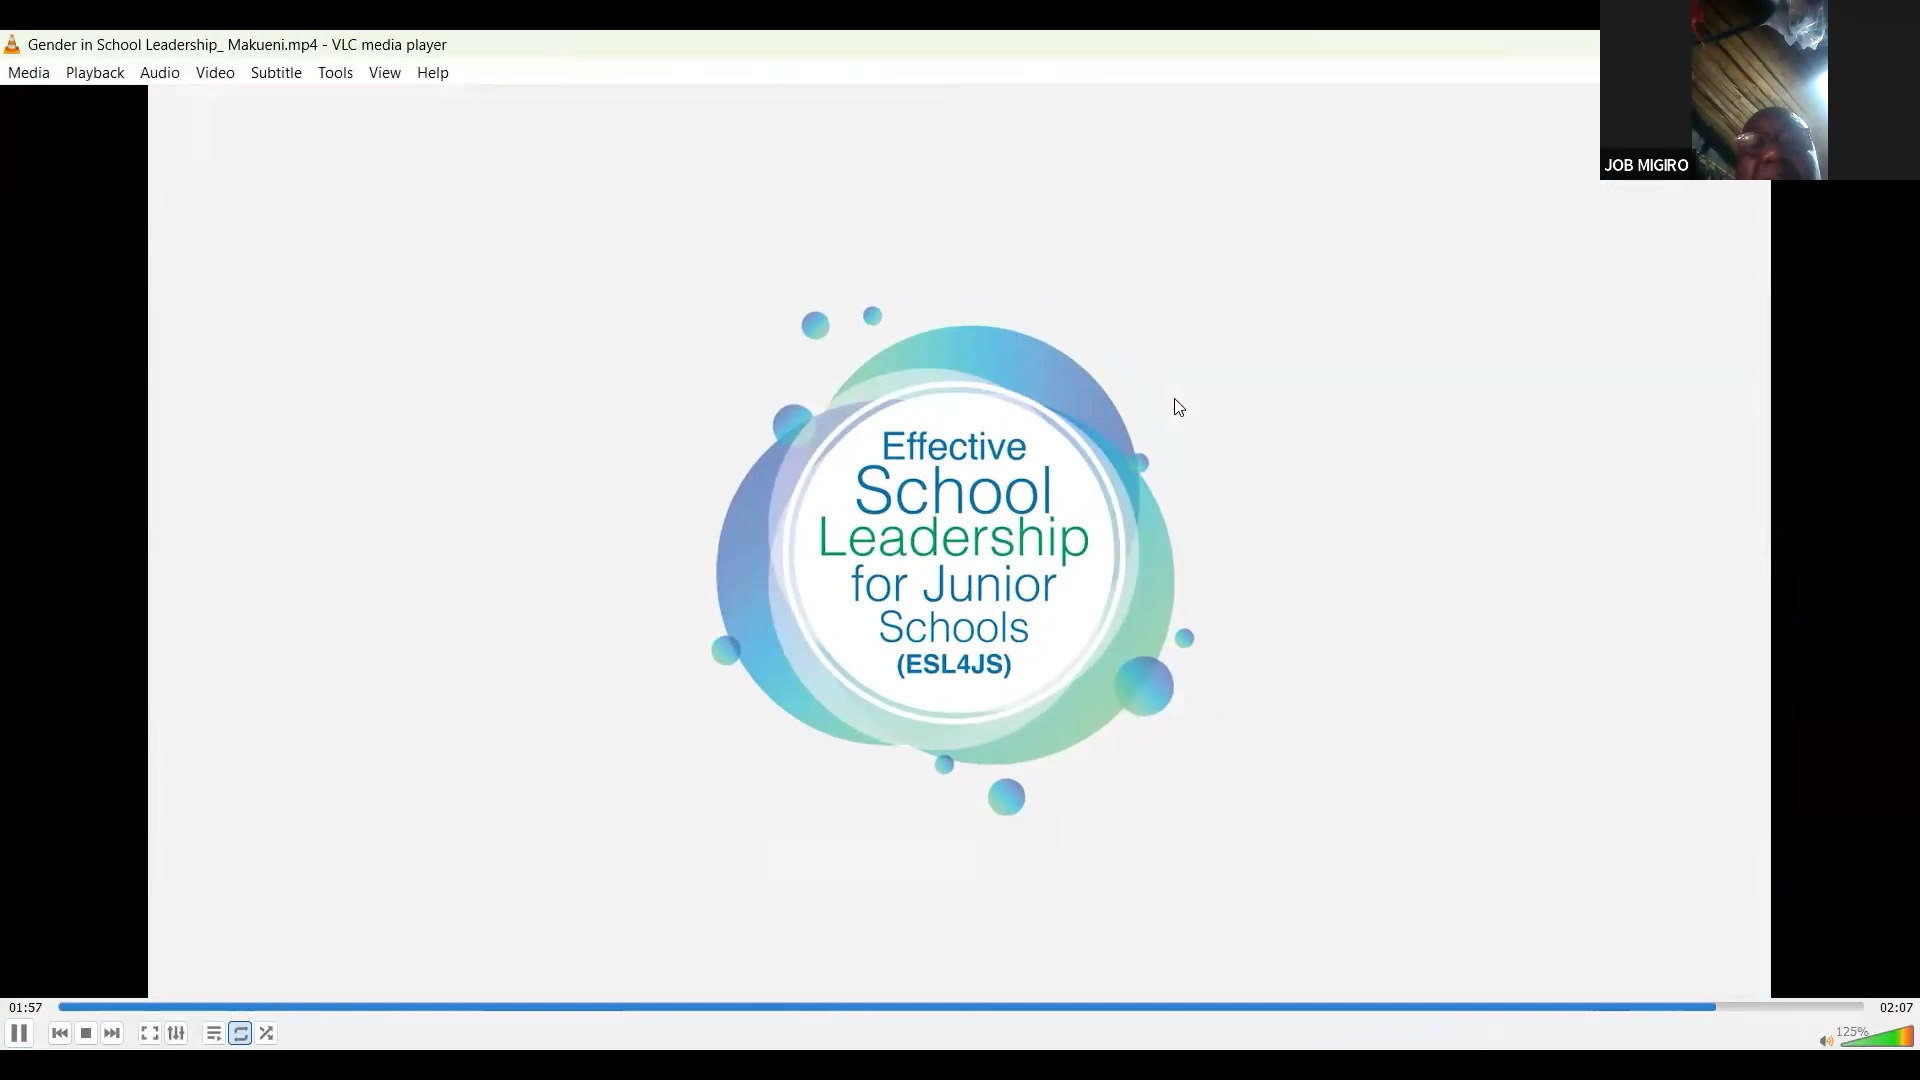 Gender in School Leadership_ Makueni.mp4 - VLC media player
Media Playback Audio Video Subtitle Tools View Help
JOB MIGIRO
Effective
School
Leadership
for Junior
Schools
(ESL4JS)
01:57
02:07
125%